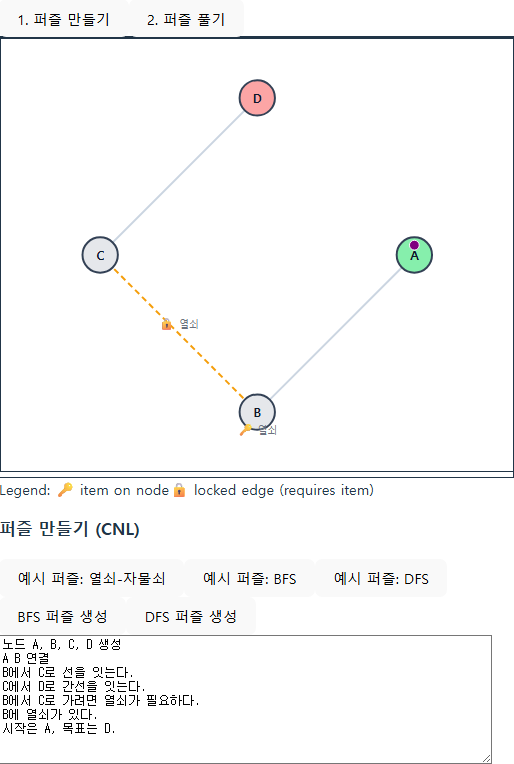 1. 퍼즐 만들기 2. 퍼즐 풀기
D
C
A
🔒 열쇠
B
🔑 열쇠
Legend: 🔑 item on node 🔒 locked edge (requires item)
퍼즐 만들기 (CNL)
예시 퍼즐: 열쇠-자물쇠 예시 퍼즐: BFS 예시 퍼즐: DFS
BFS 퍼즐 생성 DFS 퍼즐 생성
노드 A, B, C, D 생성
A B 연결
B에서 C로 선을 잇는다.
C에서 D로 간선을 잇는다.
B에서 C로 가려면 열쇠가 필요하다.
B에 열쇠가 있다.
시작은 A, 목표는 D.